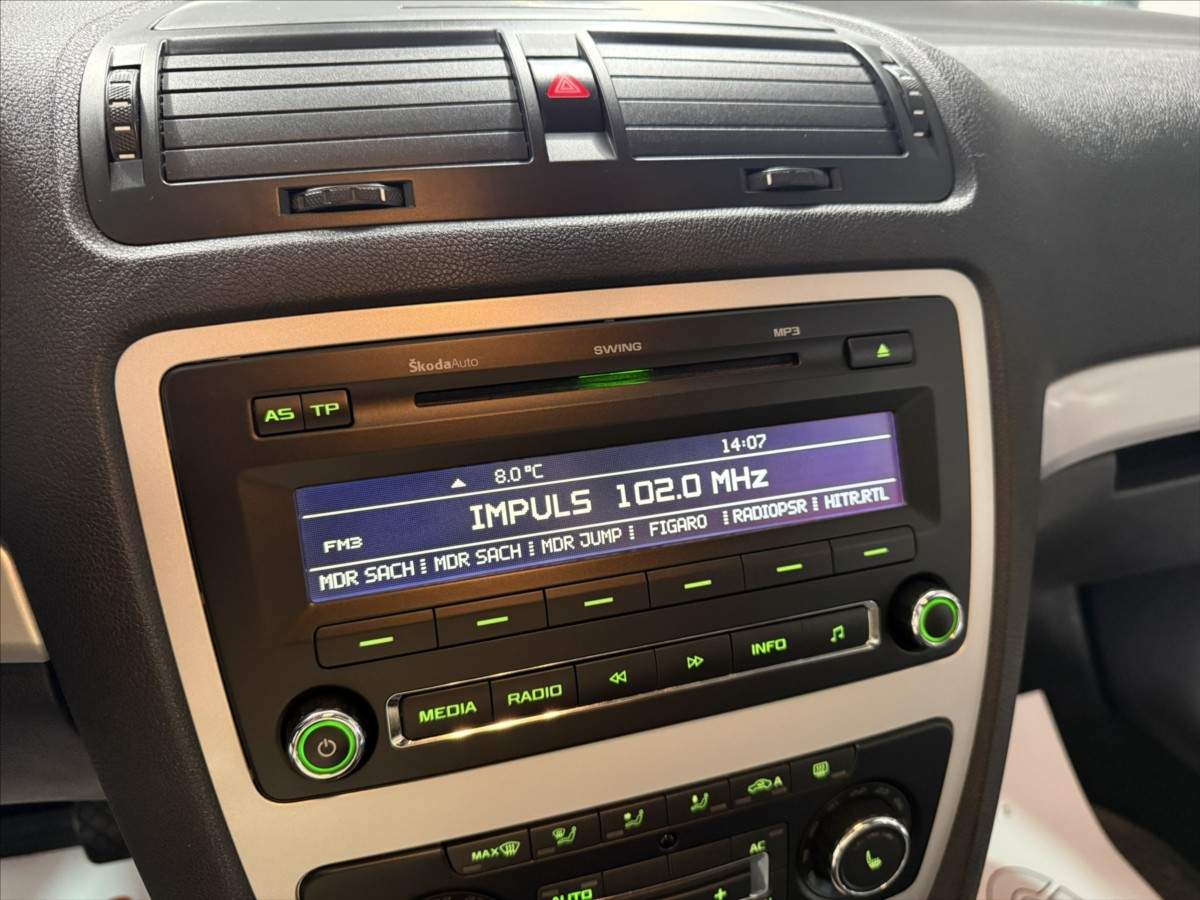 ŠkodaAuto SWING MP3
AS TP
8.0°C 14:07
IMPULS 102.0 MHz
FM3
MDR SACH MDR SACH MDR JUMP FIGARO RADIOPSR HITR.RTL
MEDIA RADIO INFO
MAX A
AC
AUTO